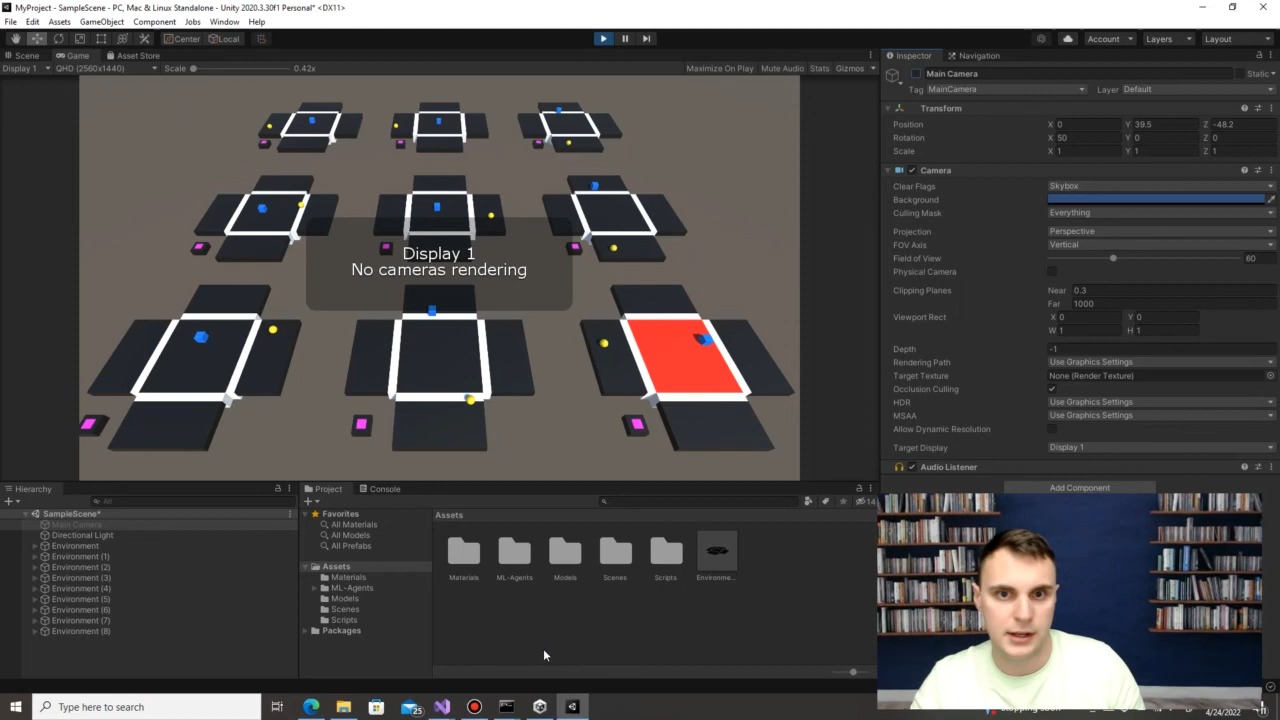 MyProject - SampleScene - PC, Mac & Linux Standalone - Unity 2020.3.30f1 Personal* <DX11>
File Edit Assets GameObject Component Jobs Window Help
Center Local Account Layers Layout
Scene Game Asset Store
Display 1 QHD (2560x1440) Scale 0.42x Maximize On Play Mute Audio Stats Gizmos
Display 1
No cameras rendering
Inspector Navigation
Main Camera Static
Tag MainCamera Layer Default
Transform
Position X 0 Y 39.5 Z -48.2
Rotation X 50 Y 0 Z 0
Scale X 1 Y 1 Z 1
Camera
Clear Flags Skybox
Background
Culling Mask Everything
Projection Perspective
FOV Axis Vertical
Field of View 60
Physical Camera
Clipping Planes Near 0.3
Far 1000
Viewport Rect X 0 Y 0
W 1 H 1
Depth -1
Rendering Path Use Graphics Settings
Target Texture None (Render Texture)
Occlusion Culling
HDR Use Graphics Settings
MSAA Use Graphics Settings
Allow Dynamic Resolution
Target Display Display 1
Audio Listener
Add Component
Hierarchy
All
SampleScene*
Main Camera
Directional Light
Environment
Environment (1)
Environment (2)
Environment (3)
Environment (4)
Environment (5)
Environment (6)
Environment (7)
Environment (8)
Project Console
14
Favorites
All Materials
All Models
All Prefabs
Assets
Materials
ML-Agents
Models
Scenes
Scripts
Packages
Assets
Materials ML-Agents Models Scenes Scripts Environme...
Type here to search
25
4/24/2022